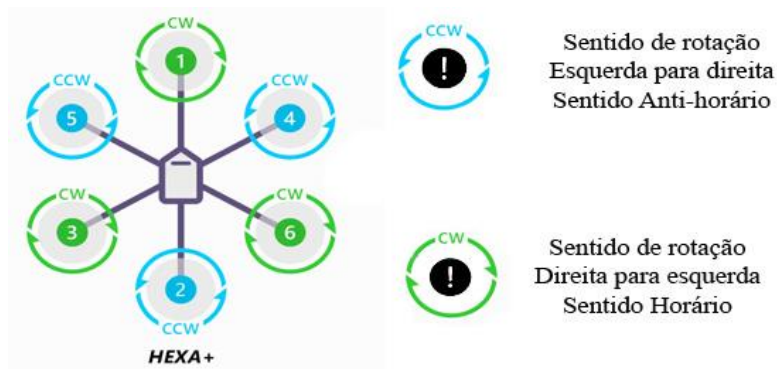 CW
1
CCW
5
CCW
4
CW
3
CW
6
2
CCW
HEXA+
CCW
!
Sentido de rotação
Esquerda para direita
Sentido Anti-horário
CW
!
Sentido de rotação
Direita para esquerda
Sentido Horário